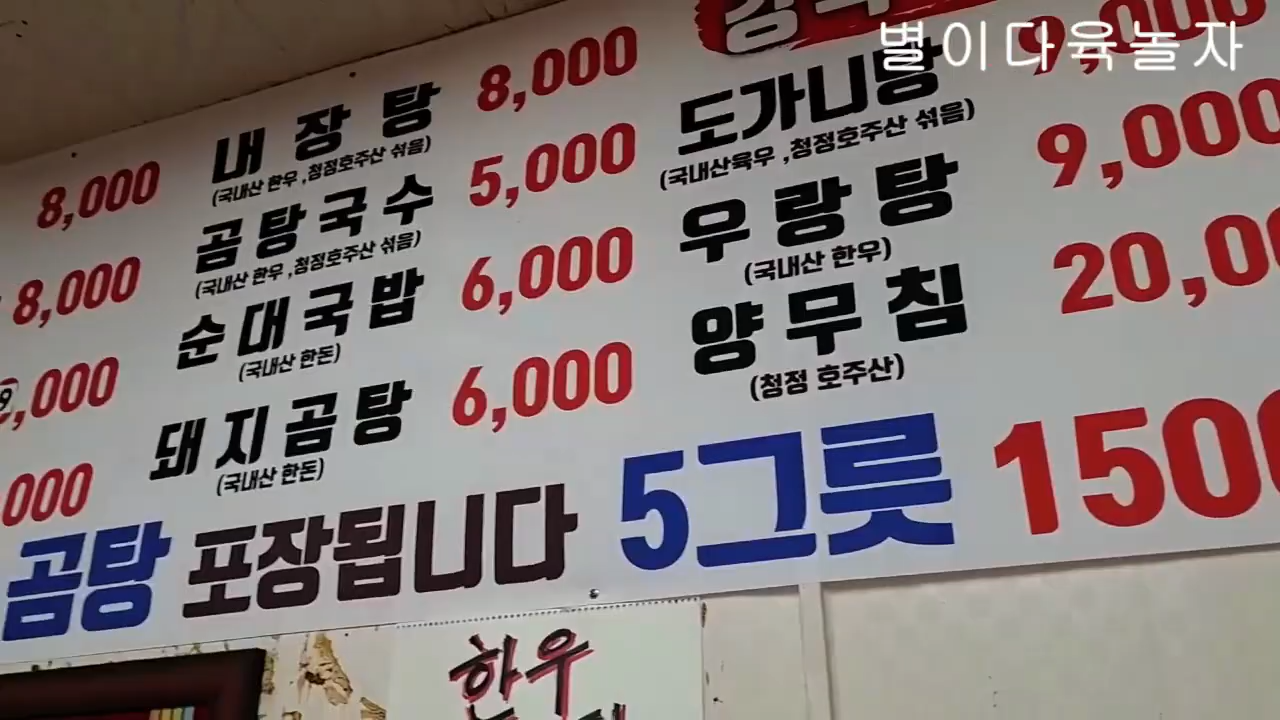 별이다육놀자
8,000
내장탕 8,000
(국내산 한우 ,청정호주산 섞음)
8,000
곰탕국수 5,000
(국내산 한우 ,청정호주산 섞음)
,000
순대국밥 6,000
(국내산 한돈)
000
돼지곰탕 6,000
(국내산 한돈)
도가니탕 9,000
(국내산육우 ,청정호주산 섞음)
우랑탕 9,000
(국내산 한우)
양무침 20,00
(청정 호주산)
곰탕 포장됩니다 5그릇 1500
한우